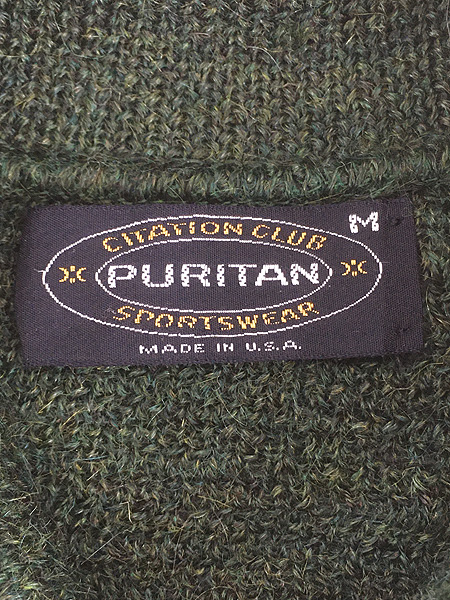 M
CITATION CLUB
PURITAN
SPORTSWEAR
MADE IN U.S.A.